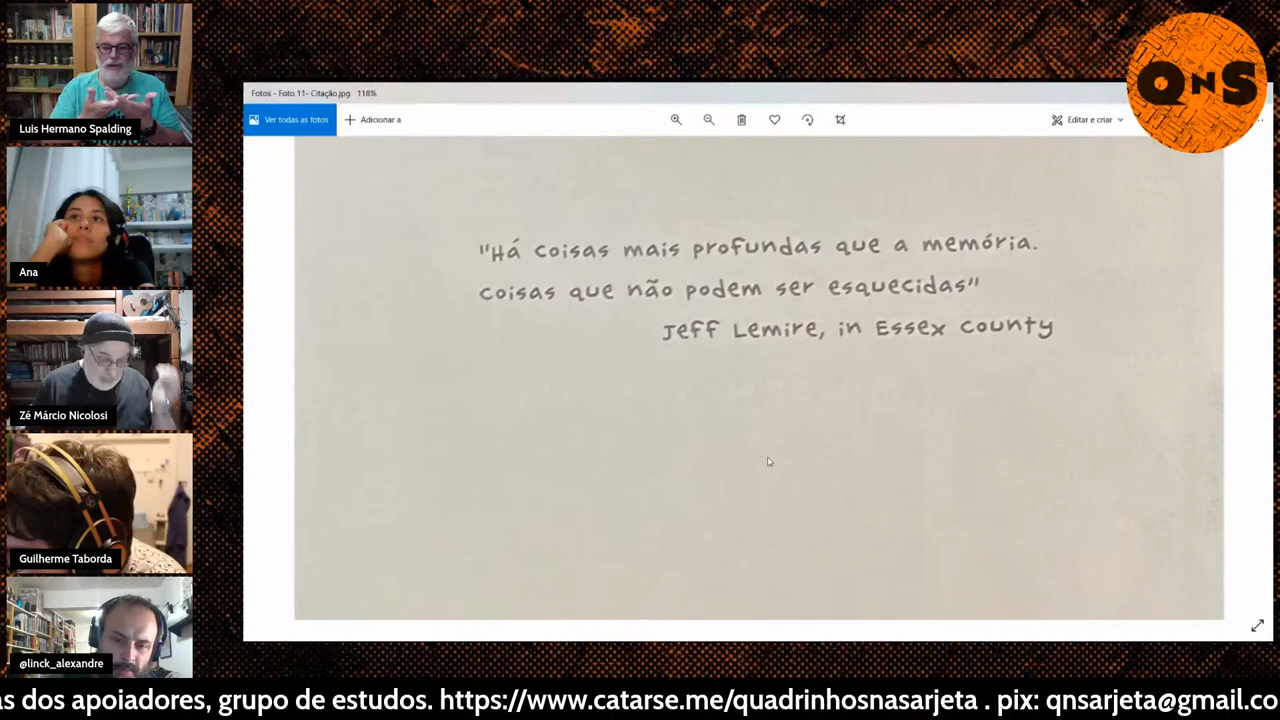 Luis Hermano Spalding
Ana
Zé Márcio Nicolosi
Guilherme Taborda
@linck_alexandre
Fotos - Foto 11- Citação.jpg 118%
Ver todas as fotos
Adicionar a
Editar e criar
QNS
"Há coisas mais profundas que a memória.
coisas que não podem ser esquecidas"
Jeff Lemire, in Essex county
as dos apoiadores, grupo de estudos. https://www.catarse.me/quadrinhosnasarjeta . pix: qnsarjeta@gmail.co